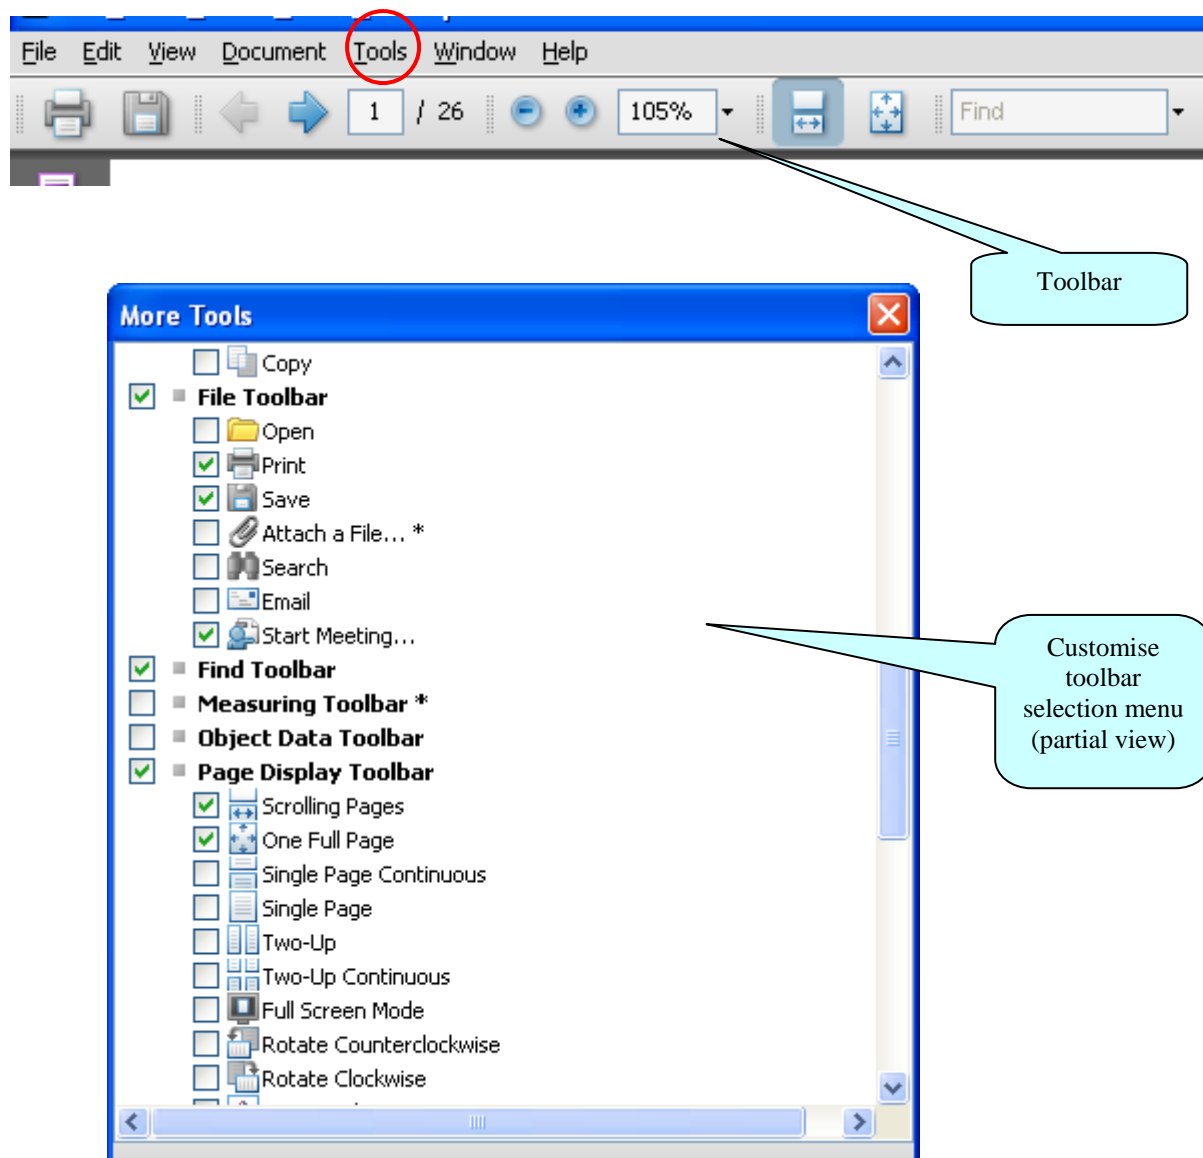 File Edit View Document Tools Window Help
1 / 26 105% Find
Toolbar
More Tools
Copy
File Toolbar
Open
Print
Save
Attach a File... *
Search
Email
Start Meeting...
Find Toolbar
Measuring Toolbar *
Object Data Toolbar
Page Display Toolbar
Scrolling Pages
One Full Page
Single Page Continuous
Single Page
Two-Up
Two-Up Continuous
Full Screen Mode
Rotate Counterclockwise
Rotate Clockwise
Customise
toolbar
selection menu
(partial view)